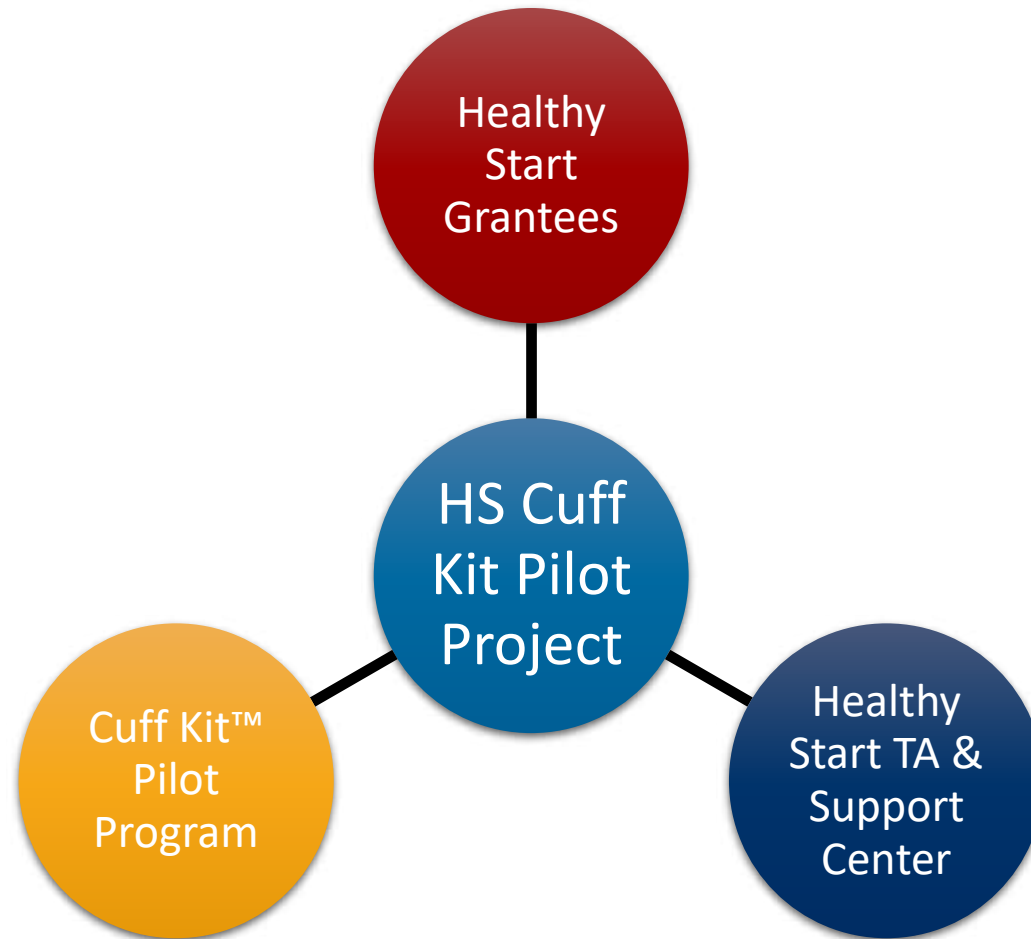 Healthy
Start
Grantees
HS Cuff
Kit Pilot
Project
Cuff Kit™
Pilot
Program
Healthy
Start TA &
Support
Center